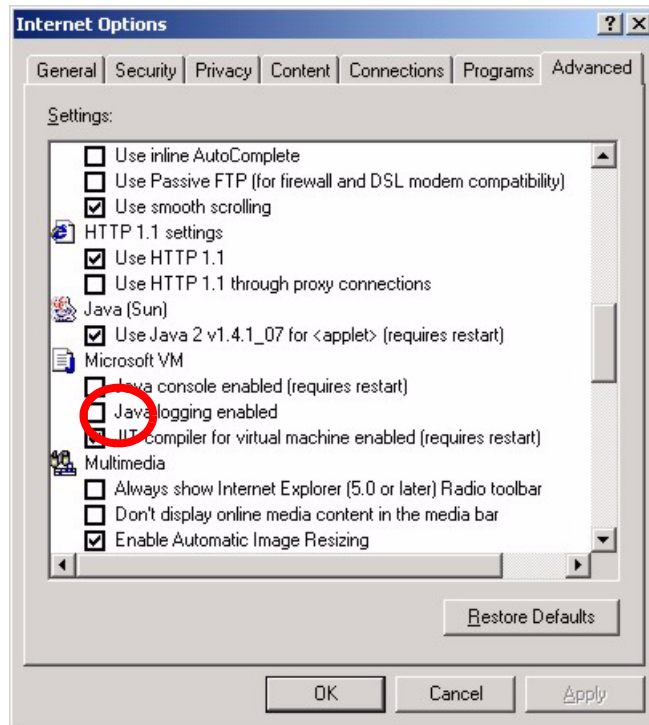 Internet Options
General Security Privacy Content Connections Programs Advanced
Settings:
Use inline AutoComplete
Use Passive FTP (for firewall and DSL modem compatibility)
Use smooth scrolling
HTTP 1.1 settings
Use HTTP 1.1
Use HTTP 1.1 through proxy connections
Java (Sun)
Use Java 2 v1.4.1_07 for <applet> (requires restart)
Microsoft VM
Java console enabled (requires restart)
Java logging enabled
JIT compiler for virtual machine enabled (requires restart)
Multimedia
Always show Internet Explorer (5.0 or later) Radio toolbar
Don't display online media content in the media bar
Enable Automatic Image Resizing
Restore Defaults
OK Cancel Apply